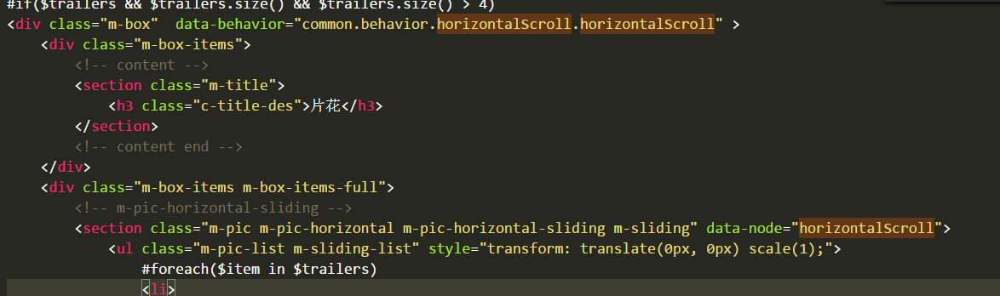 #if($trailers && $trailers.size() && $trailers.size() > 4)
<div class="m-box"  data-behavior="common.behavior.horizontalScroll.horizontalScroll" >
    <div class="m-box-items">
        <!-- content -->
        <section class="m-title">
            <h3 class="c-title-des">片花</h3>
        </section>
        <!-- content end -->
    </div>
    <div class="m-box-items m-box-items-full">
        <!-- m-pic-horizontal-sliding -->
        <section class="m-pic m-pic-horizontal m-pic-horizontal-sliding m-sliding" data-node="horizontalScroll">
            <ul class="m-pic-list m-sliding-list" style="transform: translate(0px, 0px) scale(1);">
                #foreach($item in $trailers)
                <li>